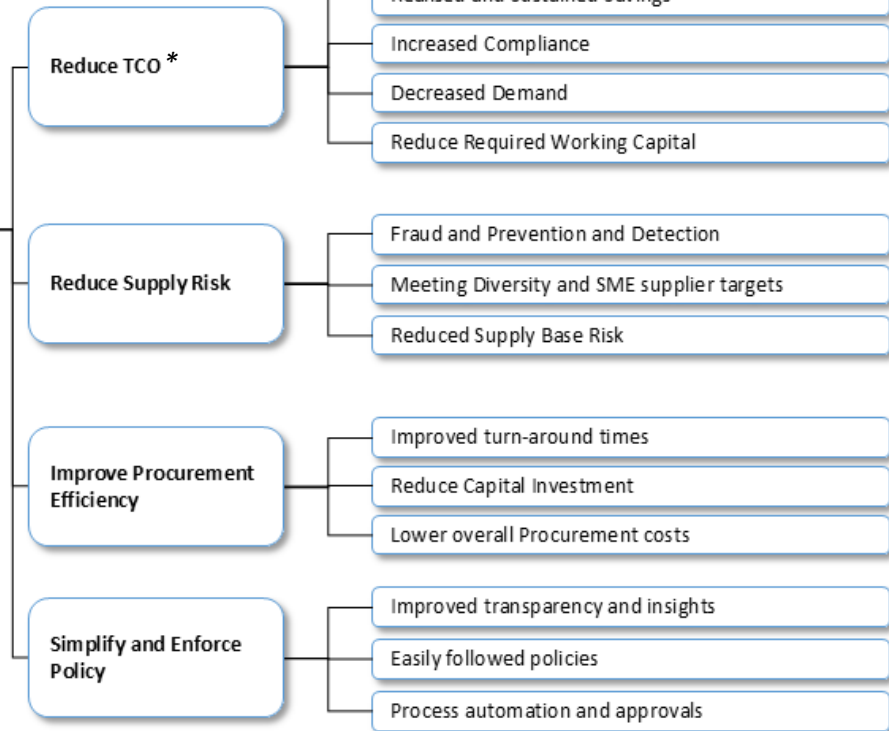 Reduce TCO *
Increased Compliance
Decreased Demand
Reduce Required Working Capital
Reduce Supply Risk
Fraud and Prevention and Detection
Meeting Diversity and SME supplier targets
Reduced Supply Base Risk
Improve Procurement
Efficiency
Improved turn-around times
Reduce Capital Investment
Lower overall Procurement costs
Simplify and Enforce
Policy
Improved transparency and insights
Easily followed policies
Process automation and approvals